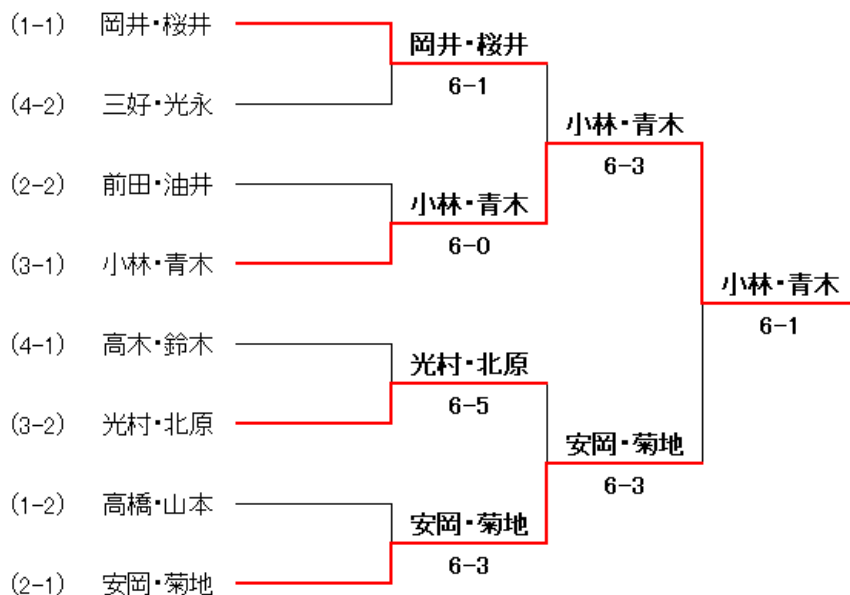 (1-1) 岡井・桜井
岡井・桜井
6-1
(4-2) 三好・光永
小林・青木
6-3
(2-2) 前田・油井
小林・青木
6-0
(3-1) 小林・青木
小林・青木
6-1
(4-1) 高木・鈴木
光村・北原
6-5
(3-2) 光村・北原
安岡・菊地
6-3
(1-2) 高橋・山本
安岡・菊地
6-3
(2-1) 安岡・菊地